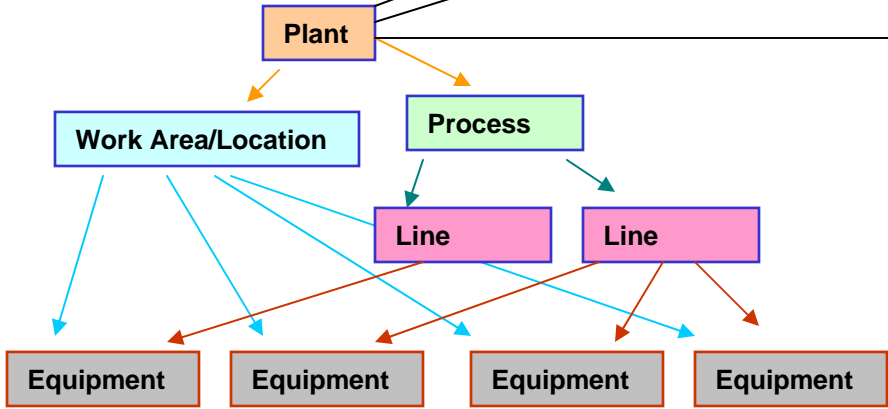 Plant
Process
Work Area/Location
Line
Line
Equipment
Equipment
Equipment
Equipment